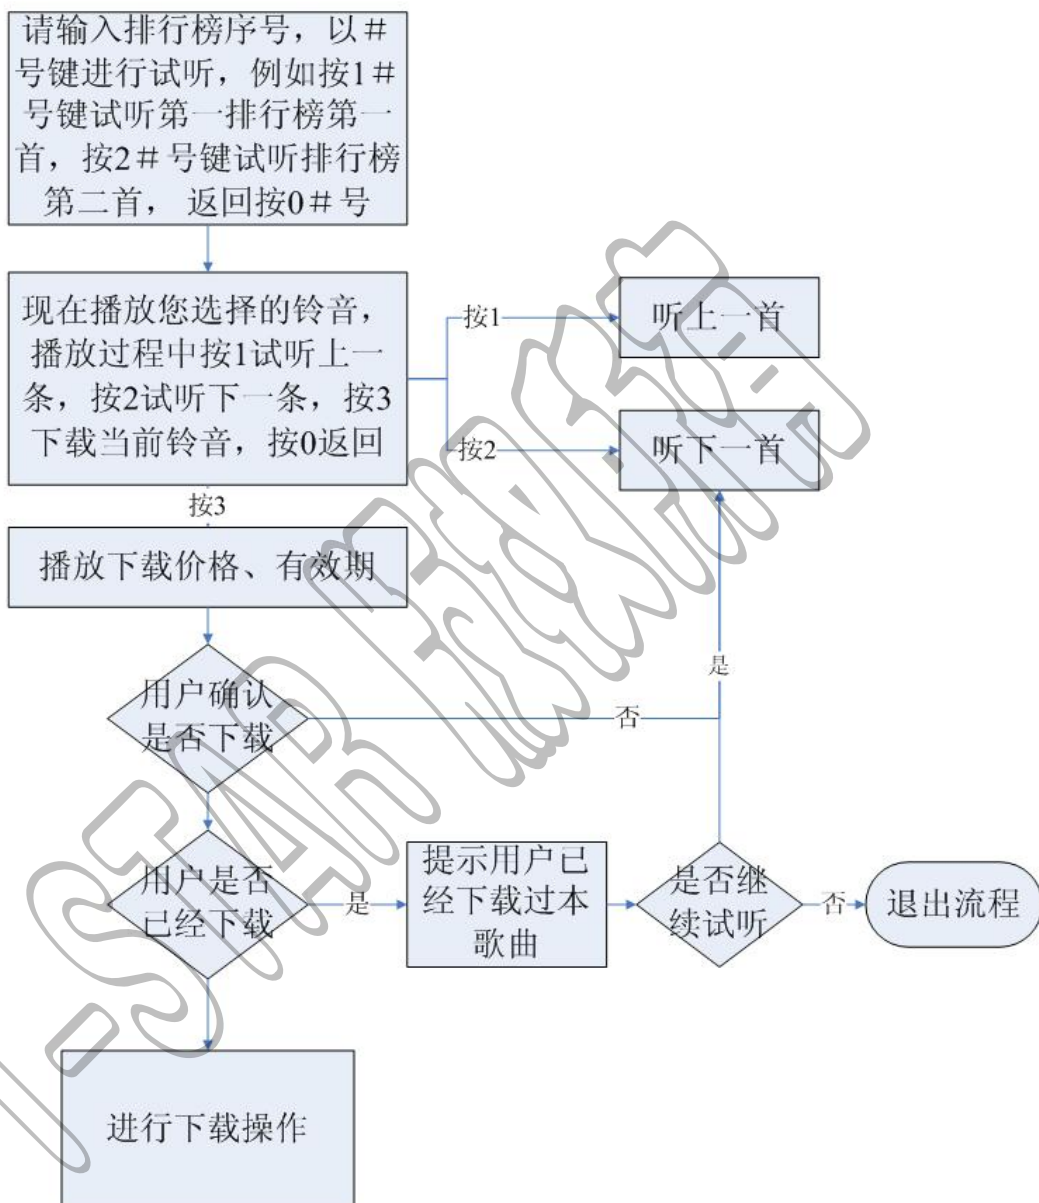 请输入排行榜序号，以＃
号键进行试听，例如按1＃
号键试听第一排行榜第一
首，按2＃号键试听排行榜
第二首， 返回按0＃号
现在播放您选择的铃音，
播放过程中按1试听上一
条，按2试听下一条，按3
下载当前铃音，按0返回
按1
听上一首
按2
听下一首
按3
播放下载价格、有效期
用户确认
是否下载
否
是
用户是否
已经下载
是
提示用户已
经下载过本
歌曲
是否继
续试听
否
退出流程
进行下载操作